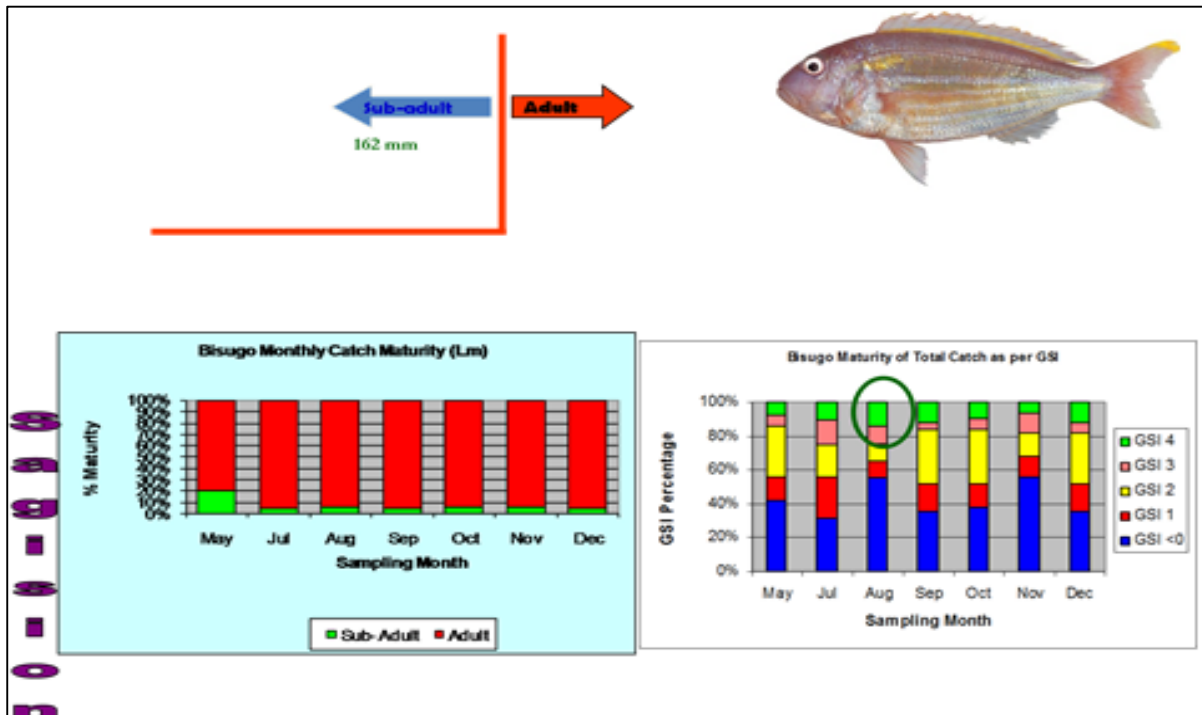 Sub-adult
Adult
162 mm
Bisugo Monthly Catch Maturity (Lm)
% Maturity
100%
90%
80%
70%
60%
50%
40%
30%
20%
10%
0%
May Jul Aug Sep Oct Nov Dec
Sampling Month
Sub-Adult Adult
Bisugo Maturity of Total Catch as per GSI
GSI Percentage
100%
80%
60%
40%
20%
0%
May Jul Aug Sep Oct Nov Dec
Sampling Month
GSI 4
GSI 3
GSI 2
GSI 1
GSI <0
S
a
g
i
s
i
o
n